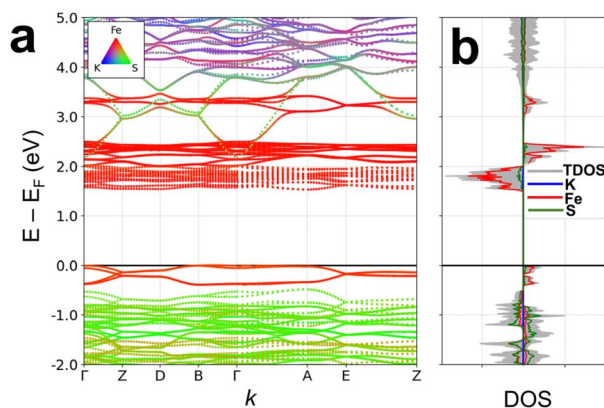 a
b
Fe
K
S
5.0
4.0
3.0
2.0
1.0
0.0
-1.0
-2.0
E − E_F (eV)
Γ Z D B Γ A E Z
k
TDOS
K
Fe
S
DOS